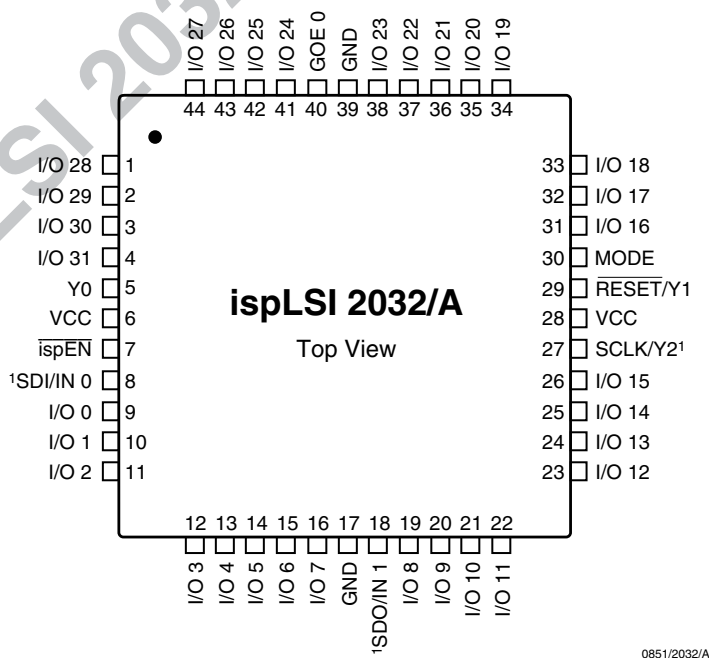 LSI 2032/
I/O 27
I/O 26
I/O 25
I/O 24
GOE 0
GND
I/O 23
I/O 22
I/O 21
I/O 20
I/O 19
44 43 42 41 40 39 38 37 36 35 34
I/O 28 1
I/O 29 2
I/O 30 3
I/O 31 4
Y0 5
VCC 6
ispEN 7
¹SDI/IN 0 8
I/O 0 9
I/O 1 10
I/O 2 11
ispLSI 2032/A
Top View
33 I/O 18
32 I/O 17
31 I/O 16
30 MODE
29 RESET/Y1
28 VCC
27 SCLK/Y2¹
26 I/O 15
25 I/O 14
24 I/O 13
23 I/O 12
12 13 14 15 16 17 18 19 20 21 22
I/O 3
I/O 4
I/O 5
I/O 6
I/O 7
GND
¹SDO/IN 1
I/O 8
I/O 9
I/O 10
I/O 11
0851/2032/A